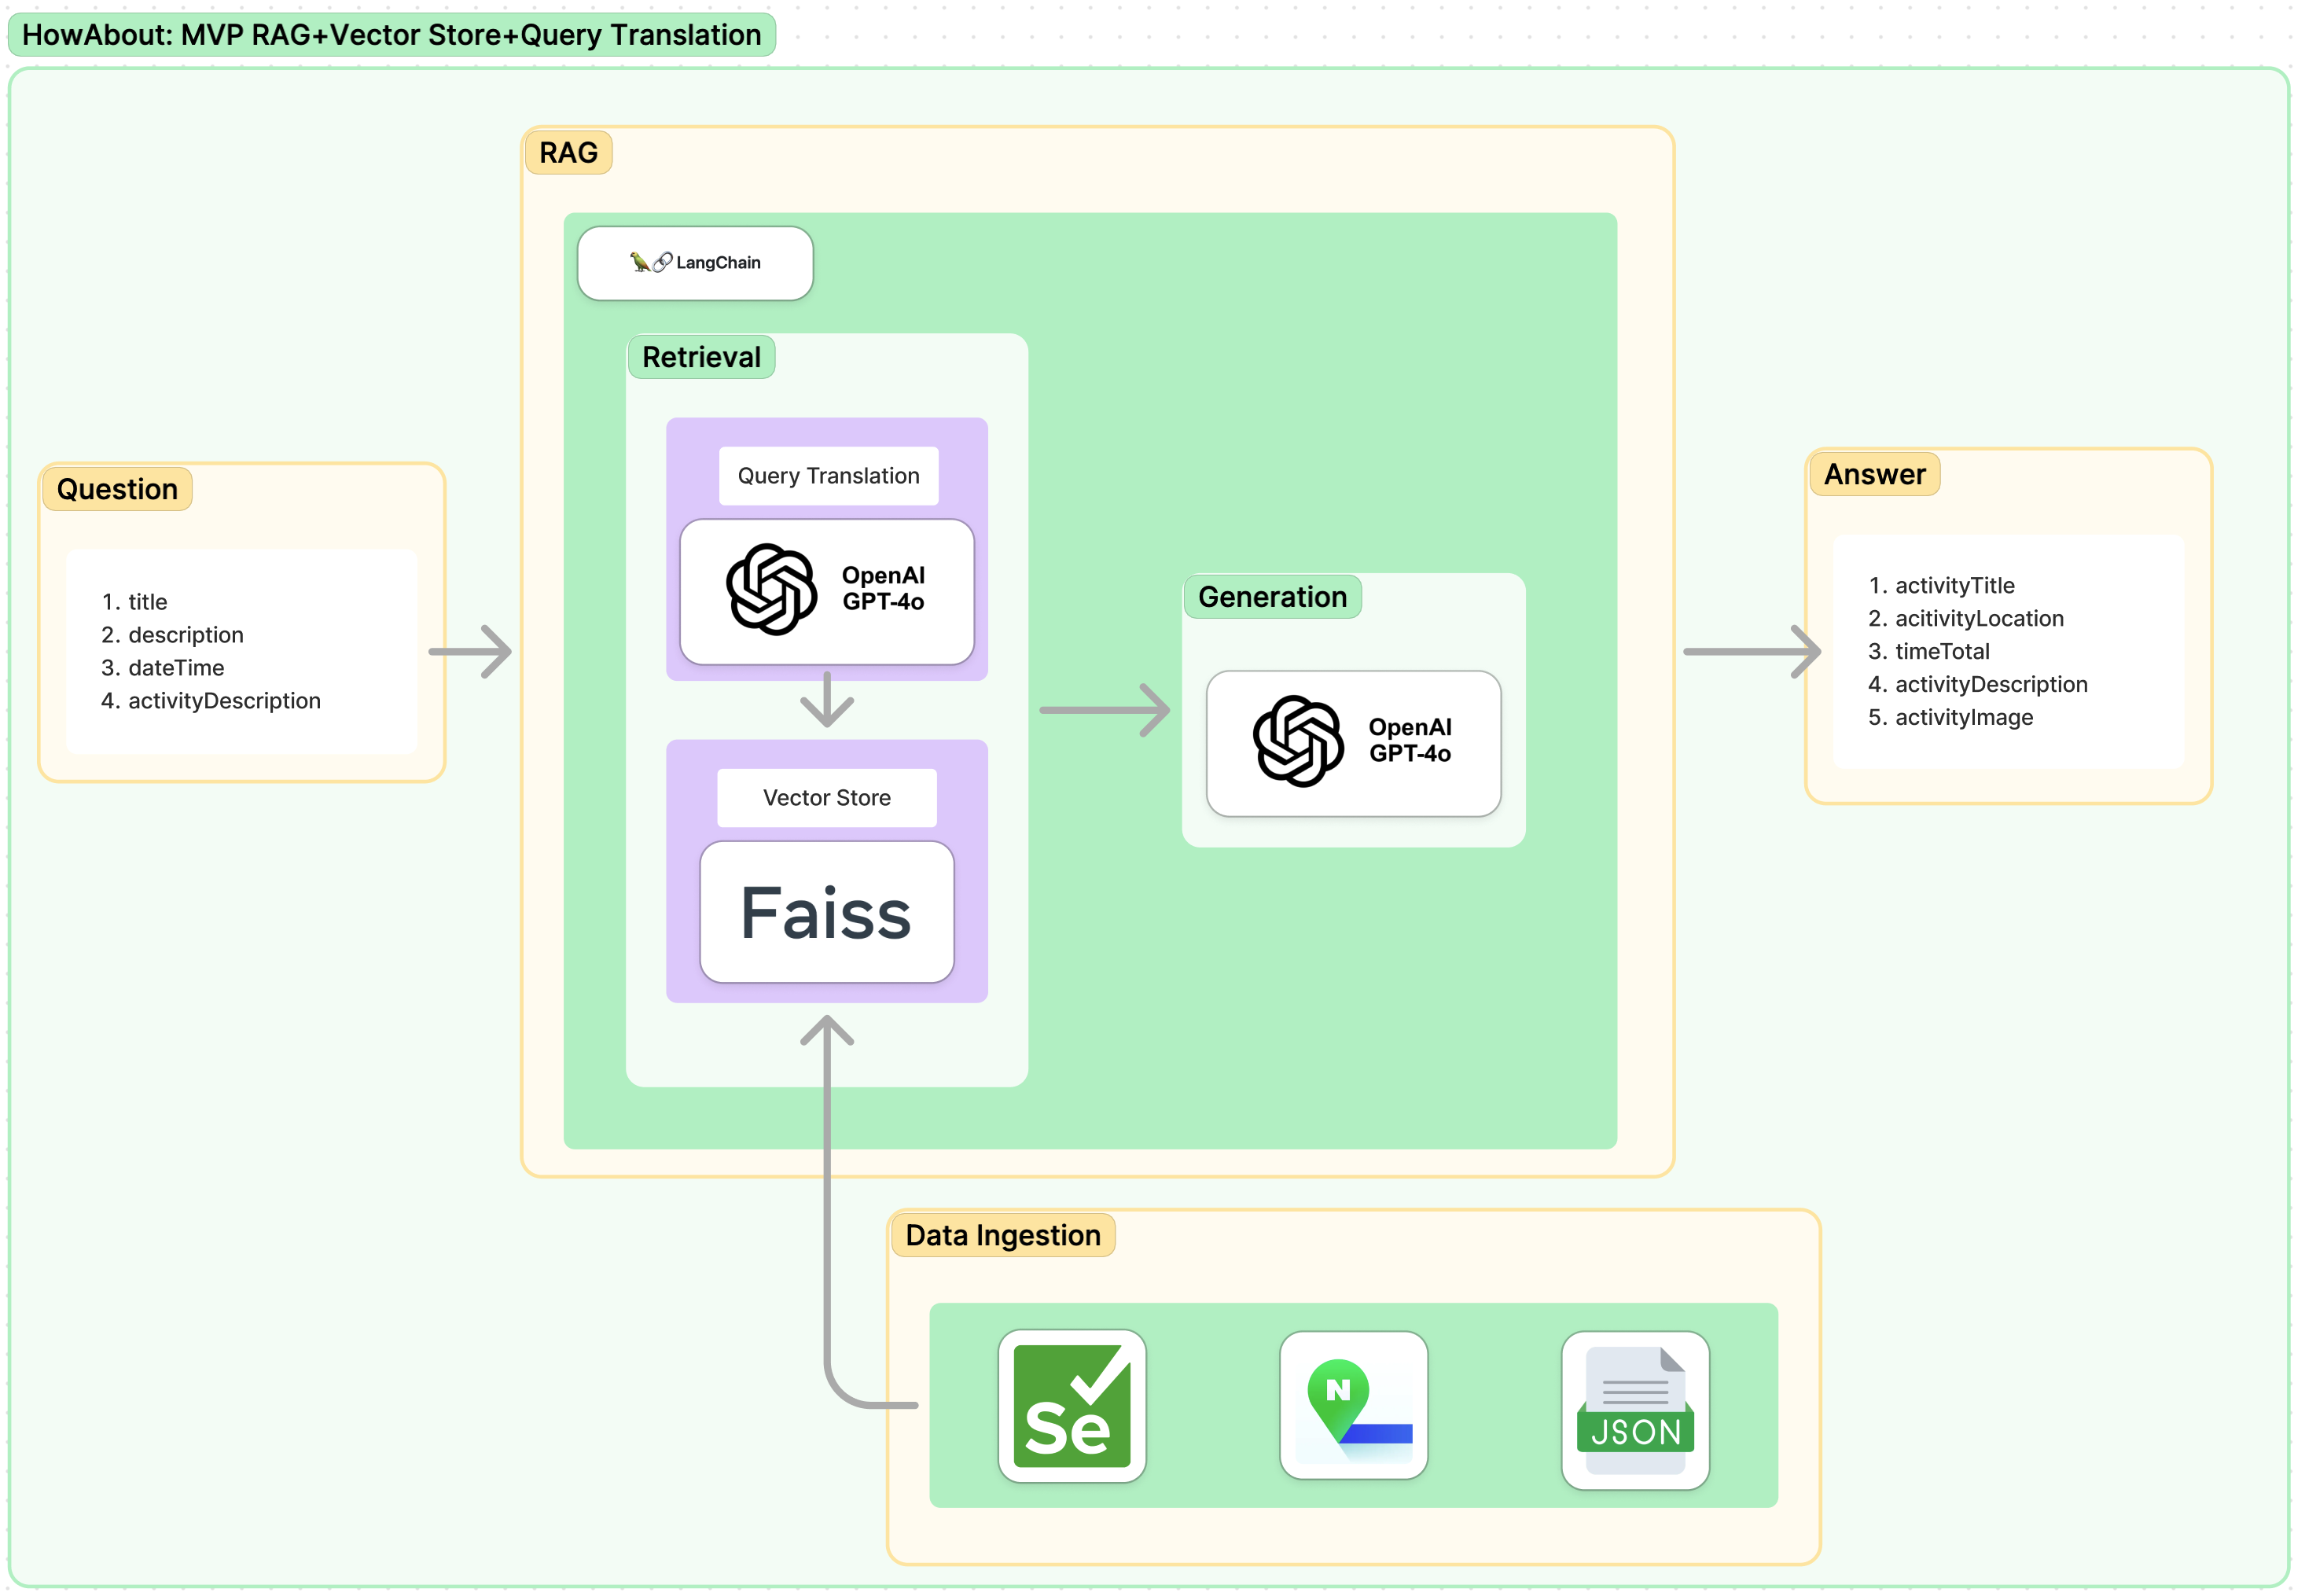 HowAbout: MVP RAG+Vector Store+Query Translation
RAG
LangChain
Retrieval
Query Translation
OpenAI
GPT-4o
Vector Store
Faiss
Question
1. title
2. description
3. dateTime
4. activityDescription
Generation
OpenAI
GPT-4o
Answer
1. activityTitle
2. acitivityLocation
3. timeTotal
4. activityDescription
5. activityImage
Data Ingestion
Se
N
JSON